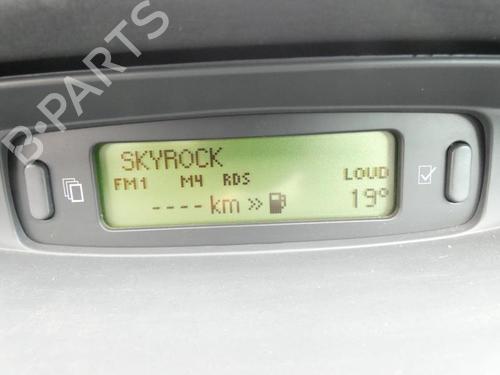 B-PARTS
SKYROCK
FM1 M4 RDS LOUD
---- km » 19°